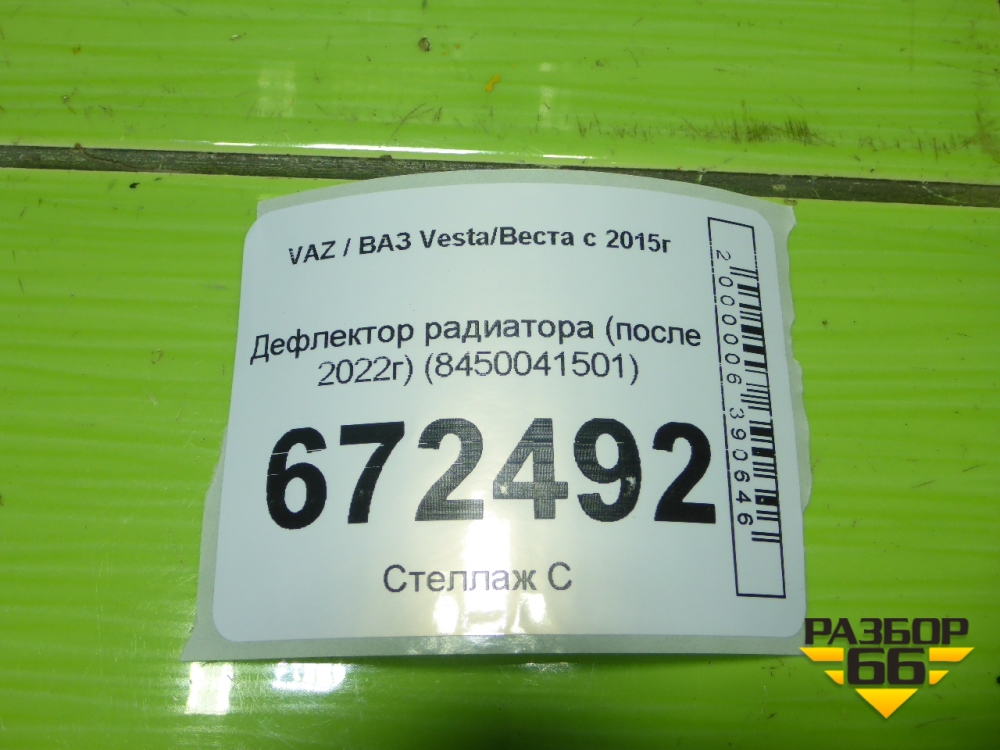 VAZ / ВАЗ Vesta/Веста с 2015г
Дефлектор радиатора (после
2022г) (8450041501)
672492
Стеллаж С
2000006390646
РАЗБОР
66